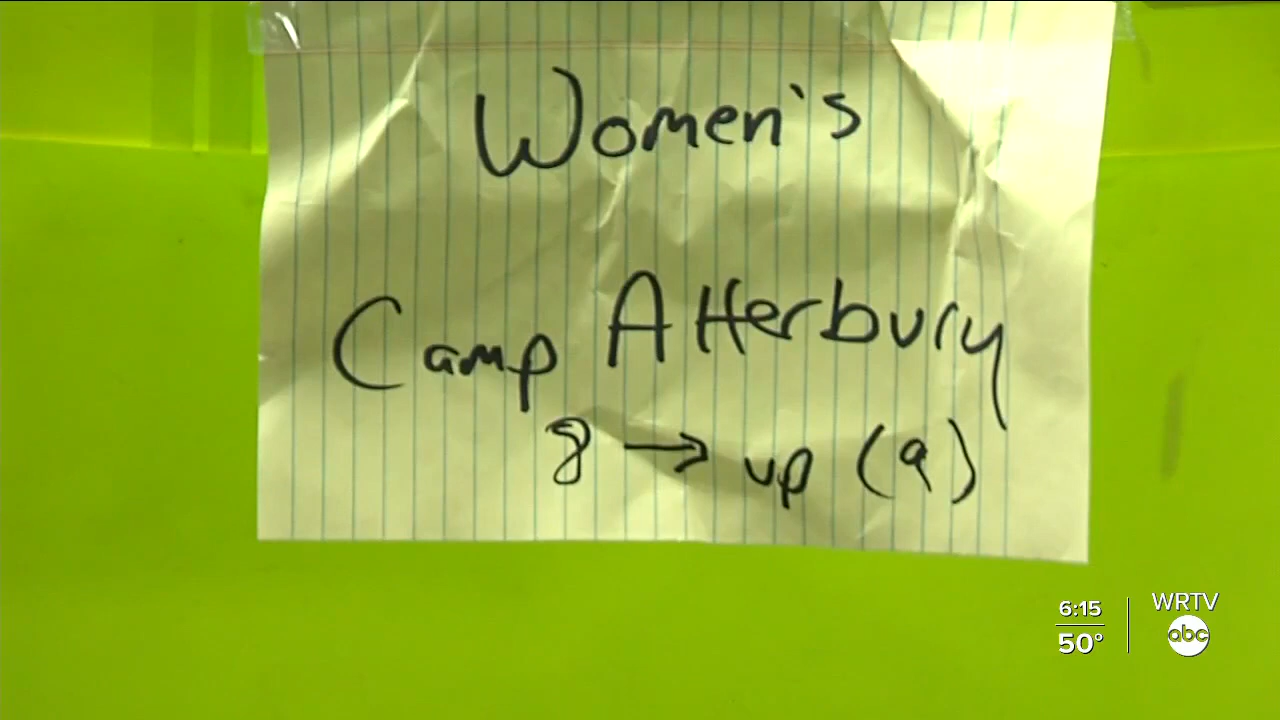 Women's
Camp Atterbury
8 → up (9)
6:15
50°
WRTV
abc